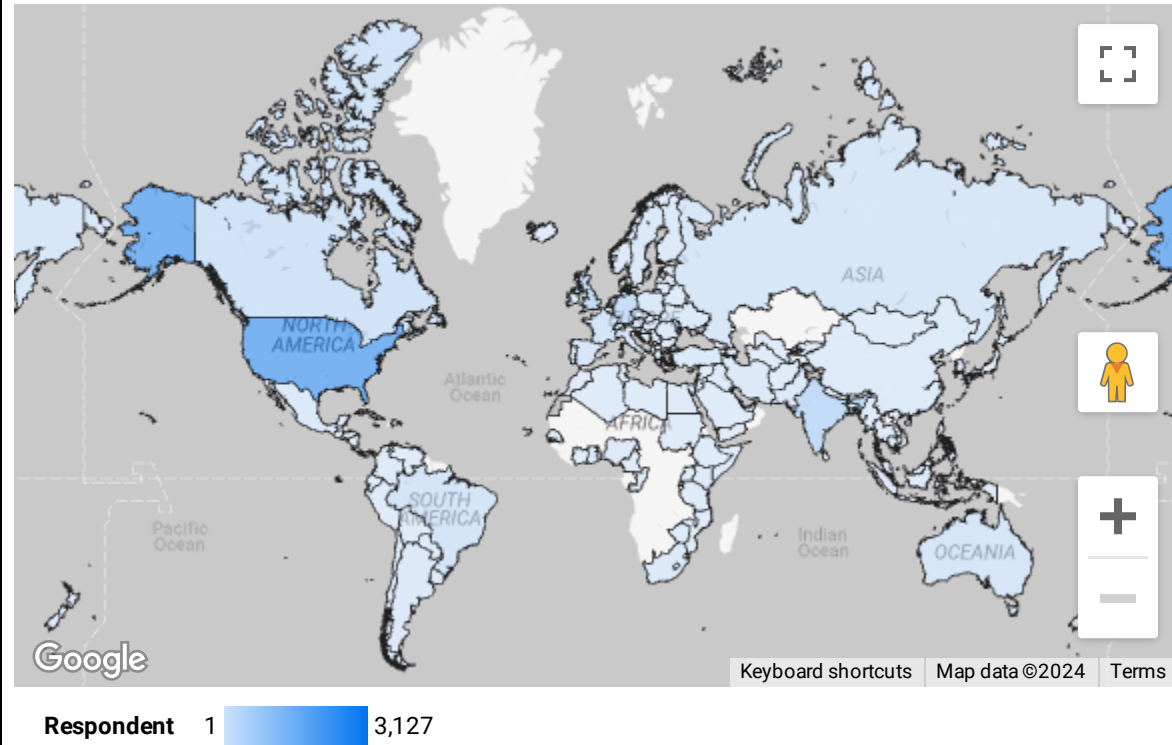 ASIA
NORTH
AMERICA
EUROPE
Atlantic
Ocean
AFRICA
SOUTH
AMERICA
Pacific
Ocean
Indian
Ocean
OCEANIA
Google
Keyboard shortcuts
Map data ©2024
Terms
Respondent 1 3,127